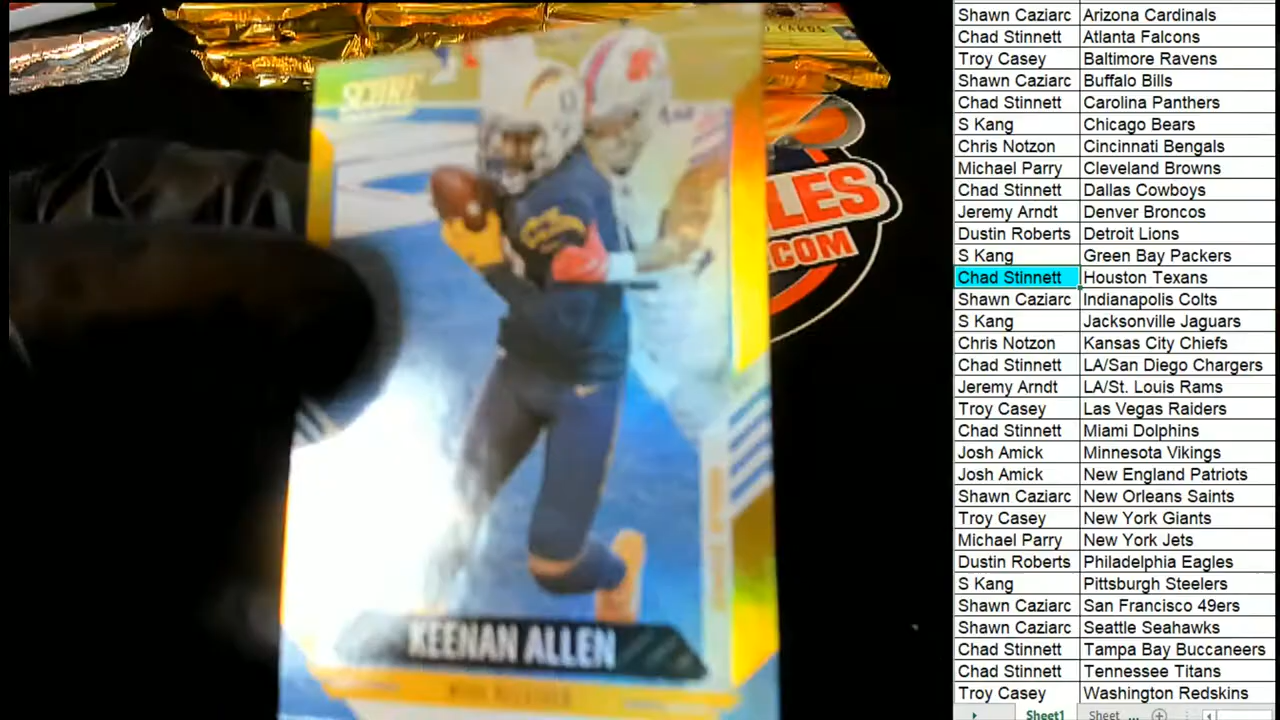 CARDS
SCORE
LES
.COM
KEENAN ALLEN
WIDE RECEIVER
Shawn Caziarc Arizona Cardinals
Chad Stinnett Atlanta Falcons
Troy Casey Baltimore Ravens
Shawn Caziarc Buffalo Bills
Chad Stinnett Carolina Panthers
S Kang Chicago Bears
Chris Notzon Cincinnati Bengals
Michael Parry Cleveland Browns
Chad Stinnett Dallas Cowboys
Jeremy Arndt Denver Broncos
Dustin Roberts Detroit Lions
S Kang Green Bay Packers
Chad Stinnett Houston Texans
Shawn Caziarc Indianapolis Colts
S Kang Jacksonville Jaguars
Chris Notzon Kansas City Chiefs
Chad Stinnett LA/San Diego Chargers
Jeremy Arndt LA/St. Louis Rams
Troy Casey Las Vegas Raiders
Chad Stinnett Miami Dolphins
Josh Amick Minnesota Vikings
Josh Amick New England Patriots
Shawn Caziarc New Orleans Saints
Troy Casey New York Giants
Michael Parry New York Jets
Dustin Roberts Philadelphia Eagles
S Kang Pittsburgh Steelers
Shawn Caziarc San Francisco 49ers
Shawn Caziarc Seattle Seahawks
Chad Stinnett Tampa Bay Buccaneers
Chad Stinnett Tennessee Titans
Troy Casey Washington Redskins
Sheet1 Sheet ...